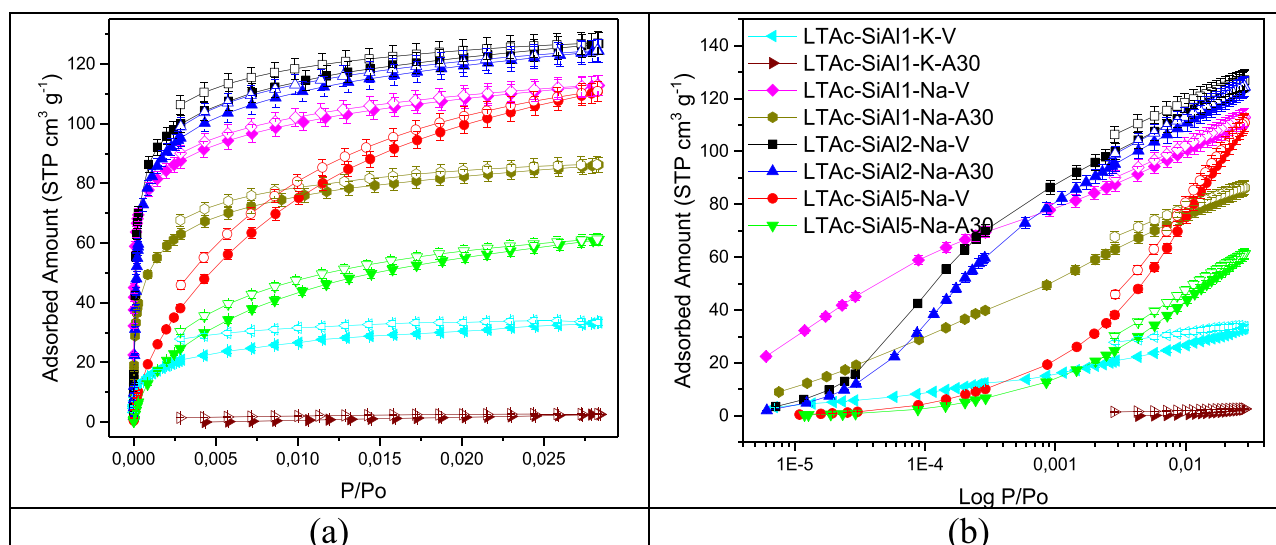 Adsorbed Amount (STP cm³ g⁻¹)
120
100
80
60
40
20
0
0,000
0,005
0,010
0,015
0,020
0,025
P/Po
(a)
Adsorbed Amount (STP cm³ g⁻¹)
140
120
100
80
60
40
20
0
LTAc-SiAl1-K-V
LTAc-SiAl1-K-A30
LTAc-SiAl1-Na-V
LTAc-SiAl1-Na-A30
LTAc-SiAl2-Na-V
LTAc-SiAl2-Na-A30
LTAc-SiAl5-Na-V
LTAc-SiAl5-Na-A30
1E-5
1E-4
0,001
0,01
Log P/Po
(b)